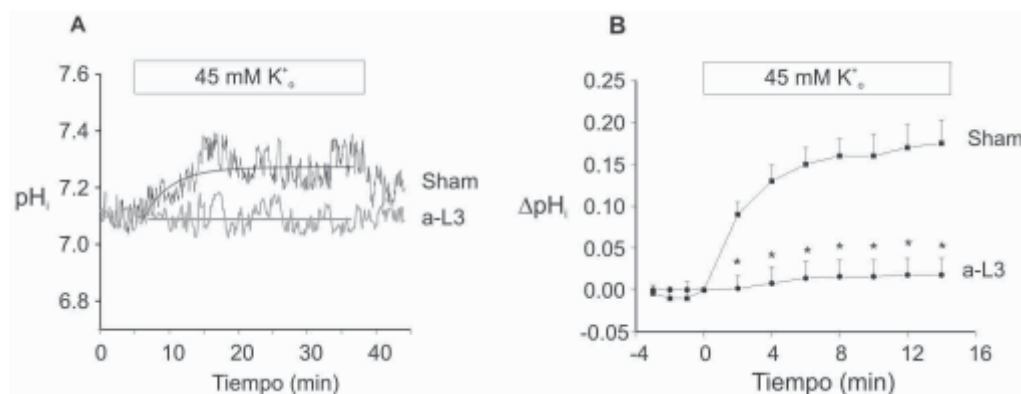 A
45 mM K⁺ₒ
7.6
7.4
7.2
7.0
6.8
pHᵢ
Sham
a-L3
0 10 20 30 40
Tiempo (min)
B
45 mM K⁺ₒ
0.25
0.20
0.15
0.10
0.05
0.00
-0.05
ΔpHᵢ
Sham
* * * * * * *
a-L3
-4 0 4 8 12 16
Tiempo (min)